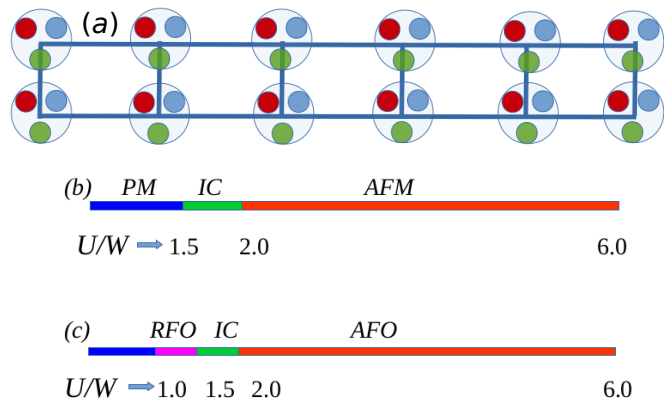 (a)
(b) PM IC AFM
U/W 1.5 2.0 6.0
(c) RFO IC AFO
U/W 1.0 1.5 2.0 6.0